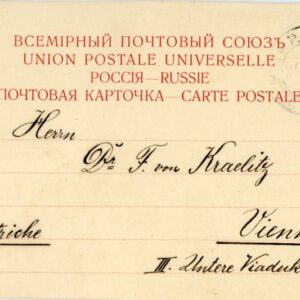 ВСЕМІРНЫЙ ПОЧТОВЫЙ СОЮЗЪ
UNION POSTALE UNIVERSELLE
РОССІЯ—RUSSIE
ПОЧТОВАЯ КАРТОЧКА—CARTE POSTALE
Herrn
Dr F. von Kraelitz
triche Vienn
III. Untere Viaduk